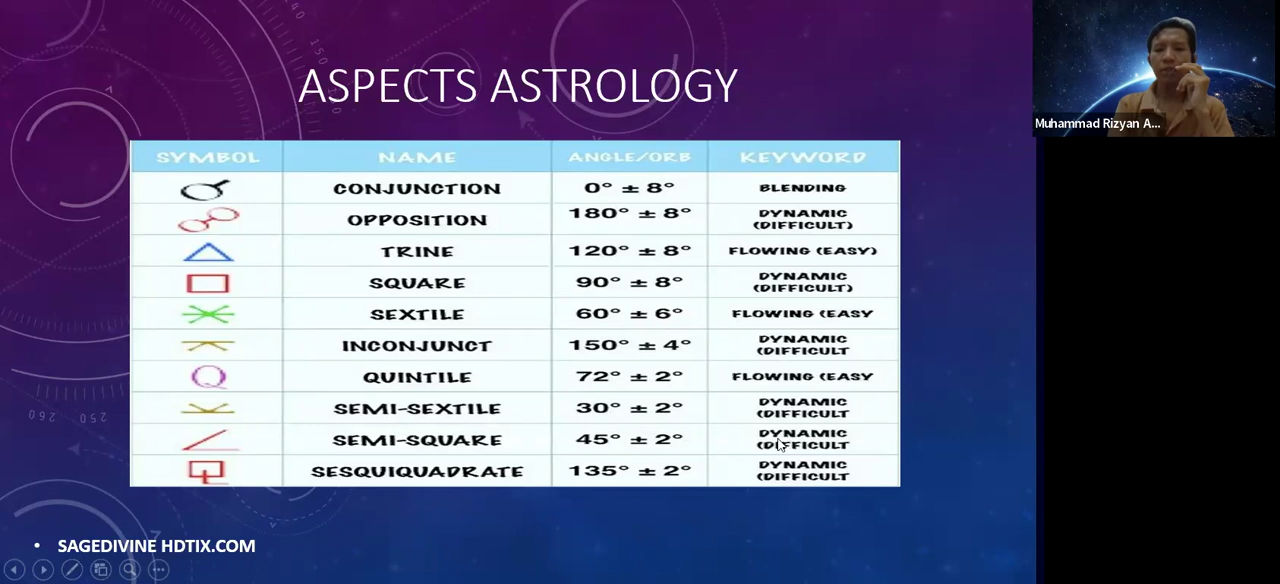 ASPECTS ASTROLOGY
Muhammad Rizyan A...
SYMBOL NAME ANGLE/ORB KEYWORD
CONJUNCTION 0° ± 8° BLENDING
OPPOSITION 180° ± 8° DYNAMIC
(DIFFICULT)
TRINE 120° ± 8° FLOWING (EASY)
SQUARE 90° ± 8° DYNAMIC
(DIFFICULT)
SEXTILE 60° ± 6° FLOWING (EASY
INCONJUNCT 150° ± 4° DYNAMIC
(DIFFICULT
Q QUINTILE 72° ± 2° FLOWING (EASY
SEMI-SEXTILE 30° ± 2° DYNAMIC
(DIFFICULT
SEMI-SQUARE 45° ± 2° DYNAMIC
(DIFFICULT
SESQUIQUADRATE 135° ± 2° DYNAMIC
(DIFFICULT
260 250
• SAGEDIVINE HDTIX.COM